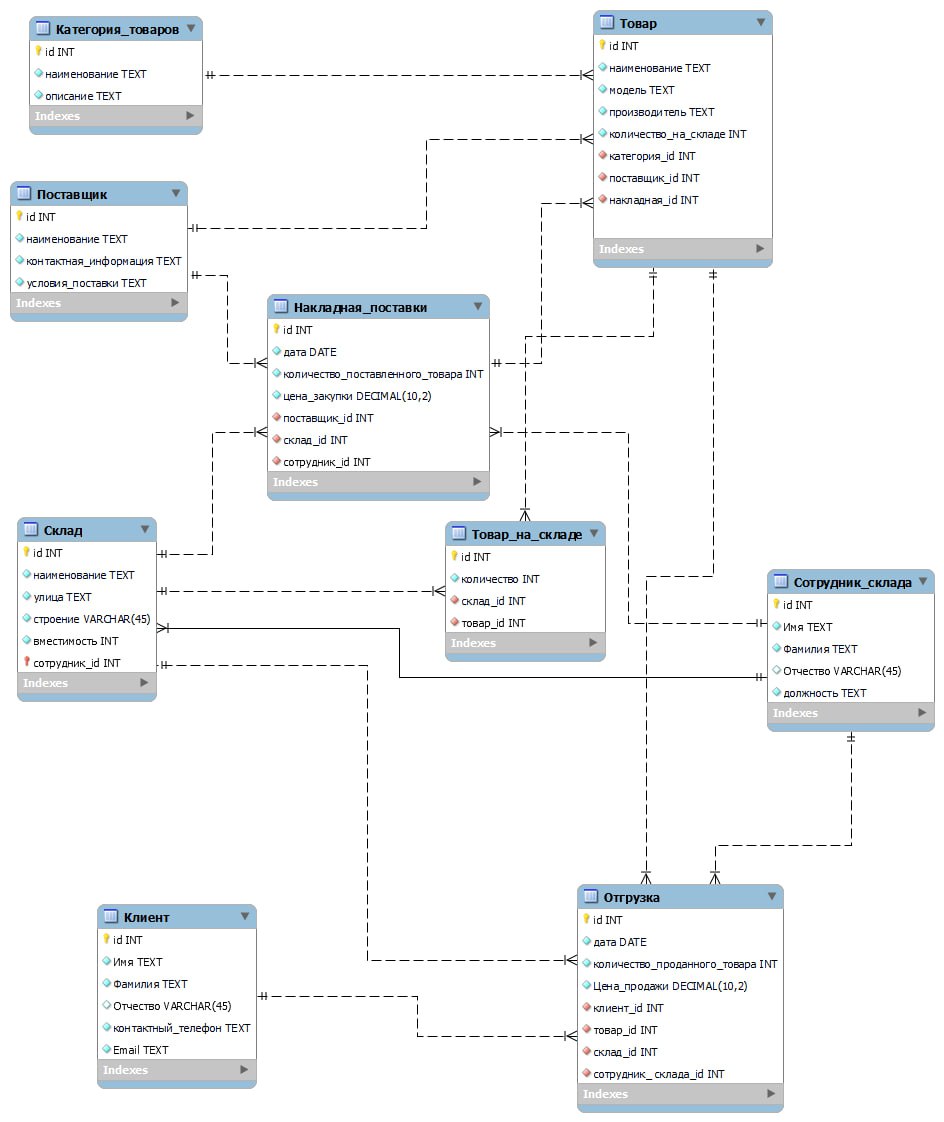 Категория_товаров
id INT
наименование TEXT
описание TEXT
Indexes
Товар
id INT
наименование TEXT
модель TEXT
производитель TEXT
количество_на_складе INT
категория_id INT
поставщик_id INT
накладная_id INT
Indexes
Поставщик
id INT
наименование TEXT
контактная_информация TEXT
условия_поставки TEXT
Indexes
Накладная_поставки
id INT
дата DATE
количество_поставленного_товара INT
цена_закупки DECIMAL(10,2)
поставщик_id INT
склад_id INT
сотрудник_id INT
Indexes
Склад
id INT
наименование TEXT
улица TEXT
строение VARCHAR(45)
вместимость INT
сотрудник_id INT
Indexes
Товар_на_складе
id INT
количество INT
склад_id INT
товар_id INT
Indexes
Сотрудник_склада
id INT
Имя TEXT
Фамилия TEXT
Отчество VARCHAR(45)
должность TEXT
Indexes
Клиент
id INT
Имя TEXT
Фамилия TEXT
Отчество VARCHAR(45)
контактный_телефон TEXT
Email TEXT
Indexes
Отгрузка
id INT
дата DATE
количество_проданного_товара INT
Цена_продажи DECIMAL(10,2)
клиент_id INT
товар_id INT
склад_id INT
сотрудник_ склада_id INT
Indexes